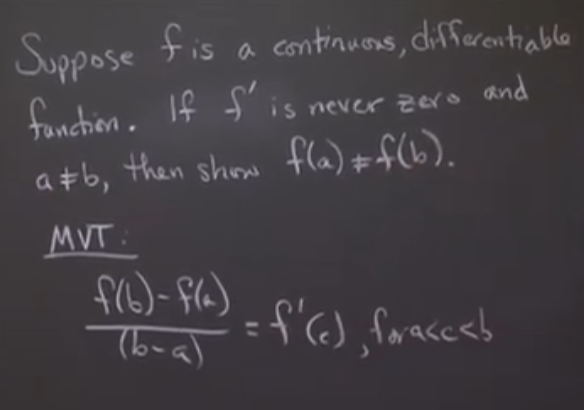 Suppose f is a continuous, differentiable
function. If f' is never zero and
a ≠ b, then show f(a) ≠ f(b).
MVT:
f(b) - f(a)
(b-a)
= f'(c), for a<c<b